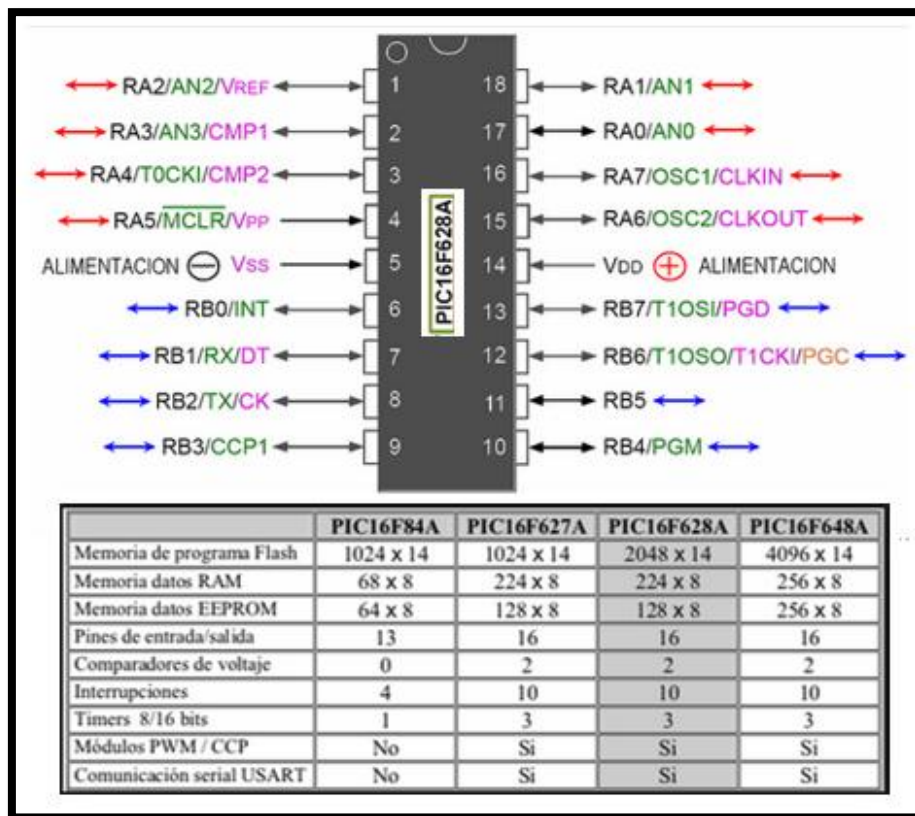 RA2/AN2/VREF 1 18 RA1/AN1
RA3/AN3/CMP1 2 17 RA0/AN0
RA4/T0CKI/CMP2 3 16 RA7/OSC1/CLKIN
RA5/MCLR/VPP 4 15 RA6/OSC2/CLKOUT
ALIMENTACION − VSS 5 14 VDD + ALIMENTACION
RB0/INT 6 13 RB7/T1OSI/PGD
RB1/RX/DT 7 12 RB6/T1OSO/T1CKI/PGC
RB2/TX/CK 8 11 RB5
RB3/CCP1 9 10 RB4/PGM
PIC16F628A
PIC16F84A PIC16F627A PIC16F628A PIC16F648A
Memoria de programa Flash 1024 x 14 1024 x 14 2048 x 14 4096 x 14
Memoria datos RAM 68 x 8 224 x 8 224 x 8 256 x 8
Memoria datos EEPROM 64 x 8 128 x 8 128 x 8 256 x 8
Pines de entrada/salida 13 16 16 16
Comparadores de voltaje 0 2 2 2
Interrupciones 4 10 10 10
Timers 8/16 bits 1 3 3 3
Módulos PWM / CCP No Si Si Si
Comunicación serial USART No Si Si Si